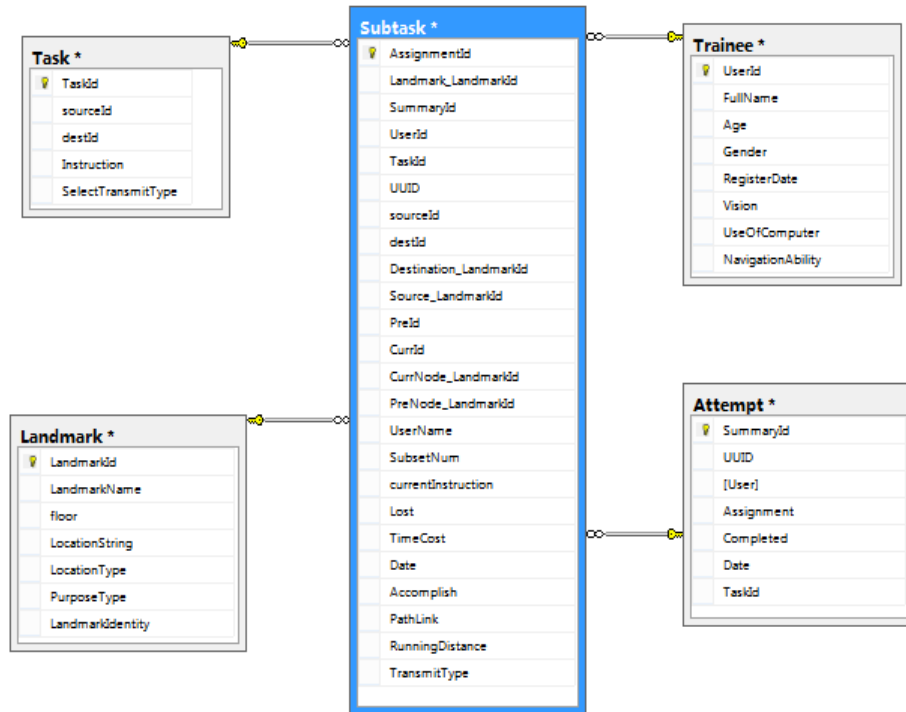 Task *
TaskId
sourceId
destId
Instruction
SelectTransmitType
Landmark *
LandmarkId
LandmarkName
floor
LocationString
LocationType
PurposeType
LandmarkIdentity
Subtask *
AssignmentId
Landmark_LandmarkId
SummaryId
UserId
TaskId
UUID
sourceId
destId
Destination_LandmarkId
Source_LandmarkId
PreId
CurrId
CurrNode_LandmarkId
PreNode_LandmarkId
UserName
SubsetNum
currentInstruction
Lost
TimeCost
Date
Accomplish
PathLink
RunningDistance
TransmitType
Trainee *
UserId
FullName
Age
Gender
RegisterDate
Vision
UseOfComputer
NavigationAbility
Attempt *
SummaryId
UUID
[User]
Assignment
Completed
Date
TaskId